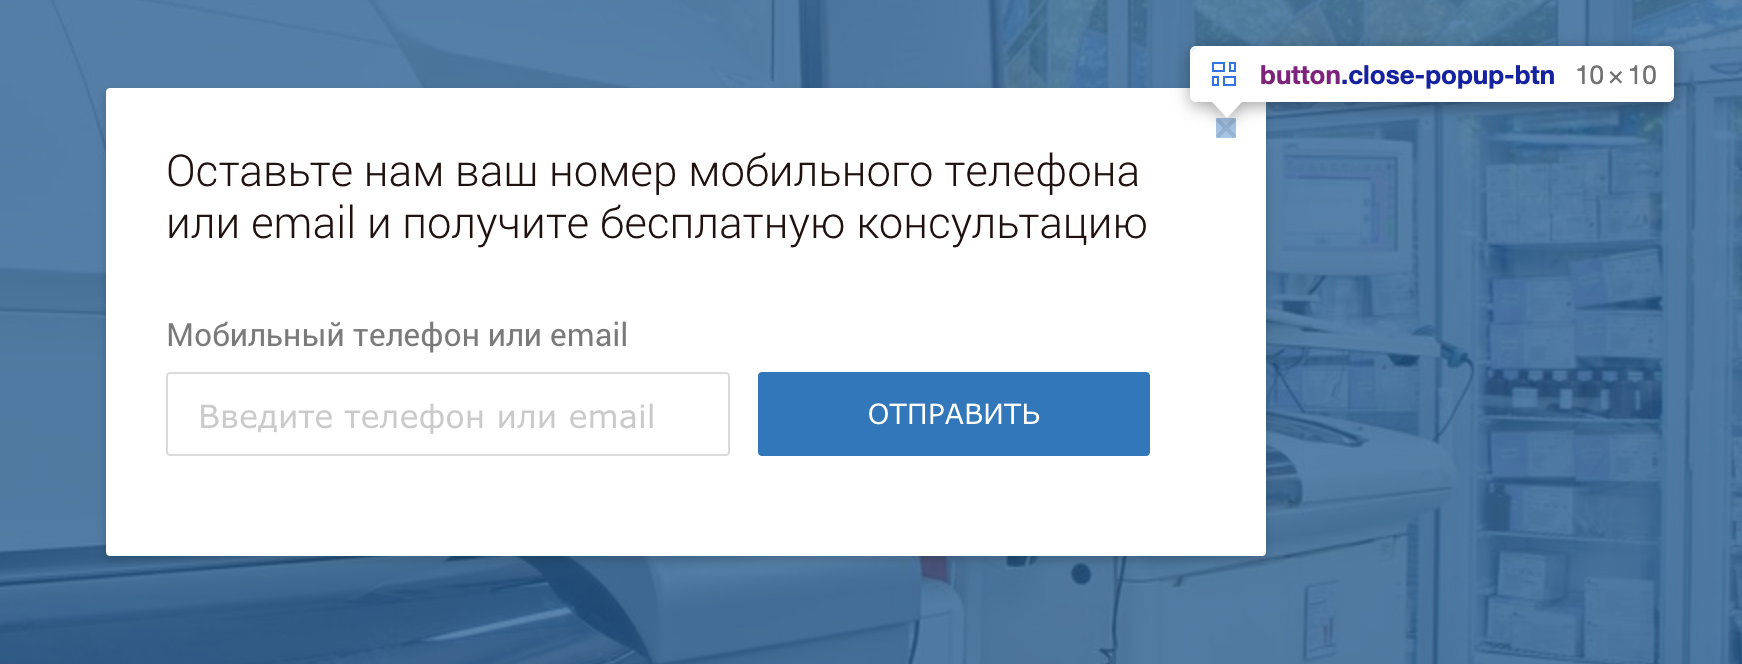 button.close-popup-btn 10×10
Оставьте нам ваш номер мобильного телефона
или email и получите бесплатную консультацию
Мобильный телефон или email
Введите телефон или email
ОТПРАВИТЬ